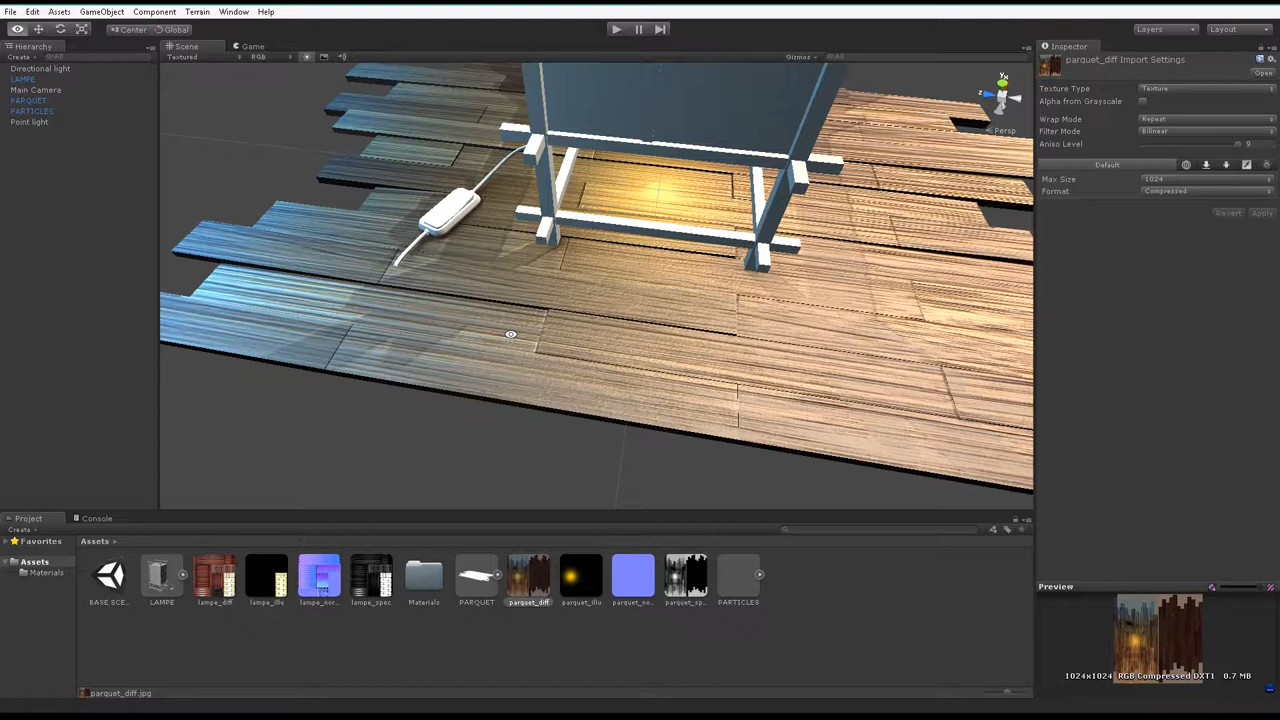 File Edit Assets GameObject Component Terrain Window Help
Center Global Layers Layout
Hierarchy Scene Game Inspector
Create All Textured RGB Gizmos All parquet_diff Import Settings
Open
Directional light
LAMPE
Main Camera
PARQUET
PARTICLES
Point light
y
z
Persp
Texture Type Texture
Alpha from Grayscale
Wrap Mode Repeat
Filter Mode Bilinear
Aniso Level 9
Default
Max Size 1024
Format Compressed
Revert Apply
Project Console
Create
Favorites Assets
Assets
Materials
BASE SCE... LAMPE lampe_diff lampe_illu lampe_nor... lampe_spec Materials PARQUET parquet_diff parquet_illu parquet_no... parquet_sp... PARTICLES
Preview
1024x1024 RGB Compressed DXT1 0.7 MB
parquet_diff.jpg